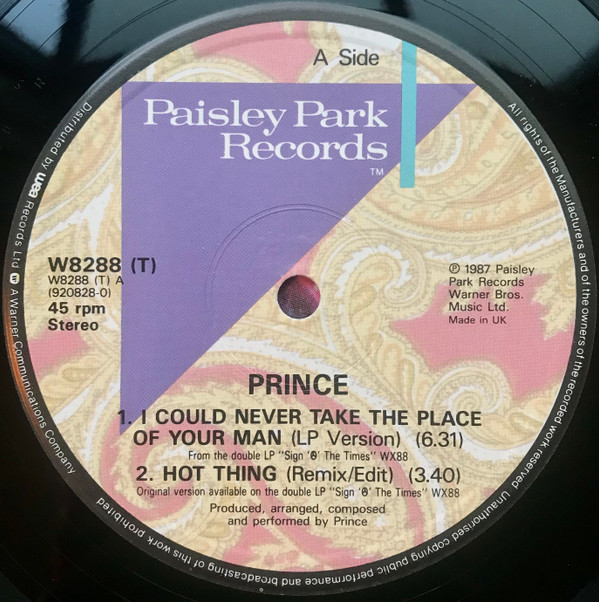 A Side
Paisley Park
Records
TM
W8288 (T)
W8288 (T) A
(920828-0)
45 rpm
Stereo
℗ 1987 Paisley
Park Records
Warner Bros.
Music Ltd.
Made in UK
PRINCE
1. I COULD NEVER TAKE THE PLACE
OF YOUR MAN (LP Version) (6.31)
From the double LP "Sign '☮' The Times" WX88
2. HOT THING (Remix/Edit) (3.40)
Original version available on the double LP "Sign '☮' The Times" WX88
Produced, arranged, composed
and performed by Prince
All rights of the Manufacturers and of the owners of the recorded work reserved. Unauthorised copying public performance and broadcasting of this work prohibited
Distributed by wea Records Ltd. A Warner Communications Company